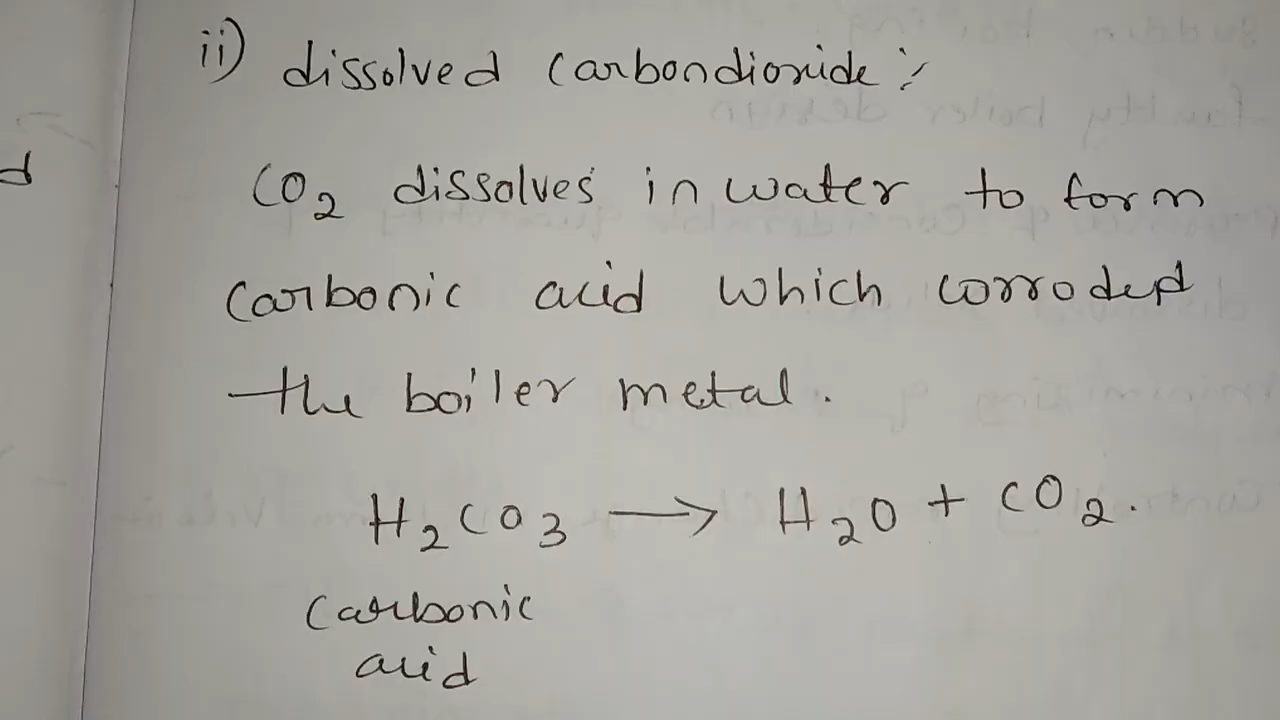 ii) dissolved Carbondioxide :-
d
CO2 dissolves in water to form
Carbonic acid which corroded
the boiler metal.
H2CO3 → H2O + CO2.
Carbonic
acid